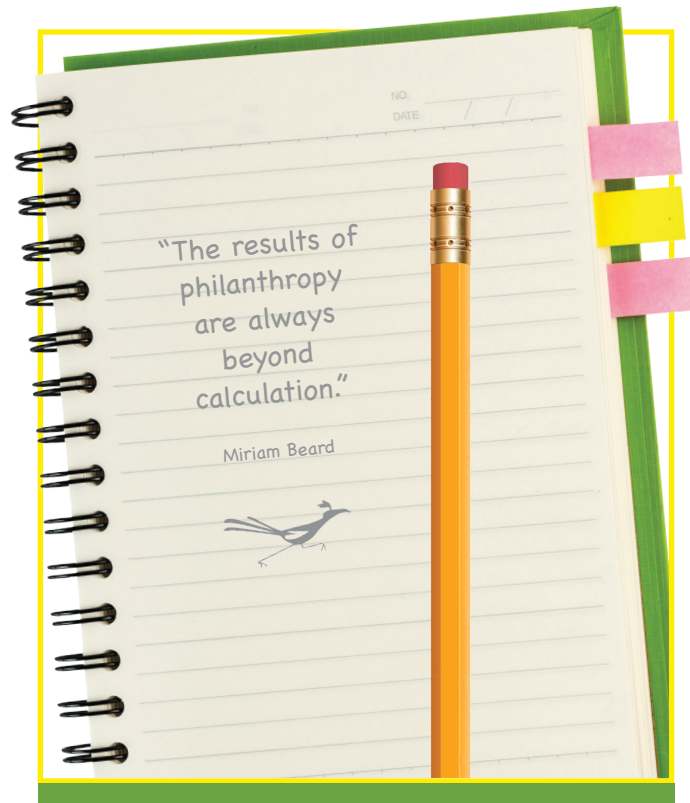 NO.
DATE
“The results of
philanthropy
are always
beyond
calculation.”
Miriam Beard